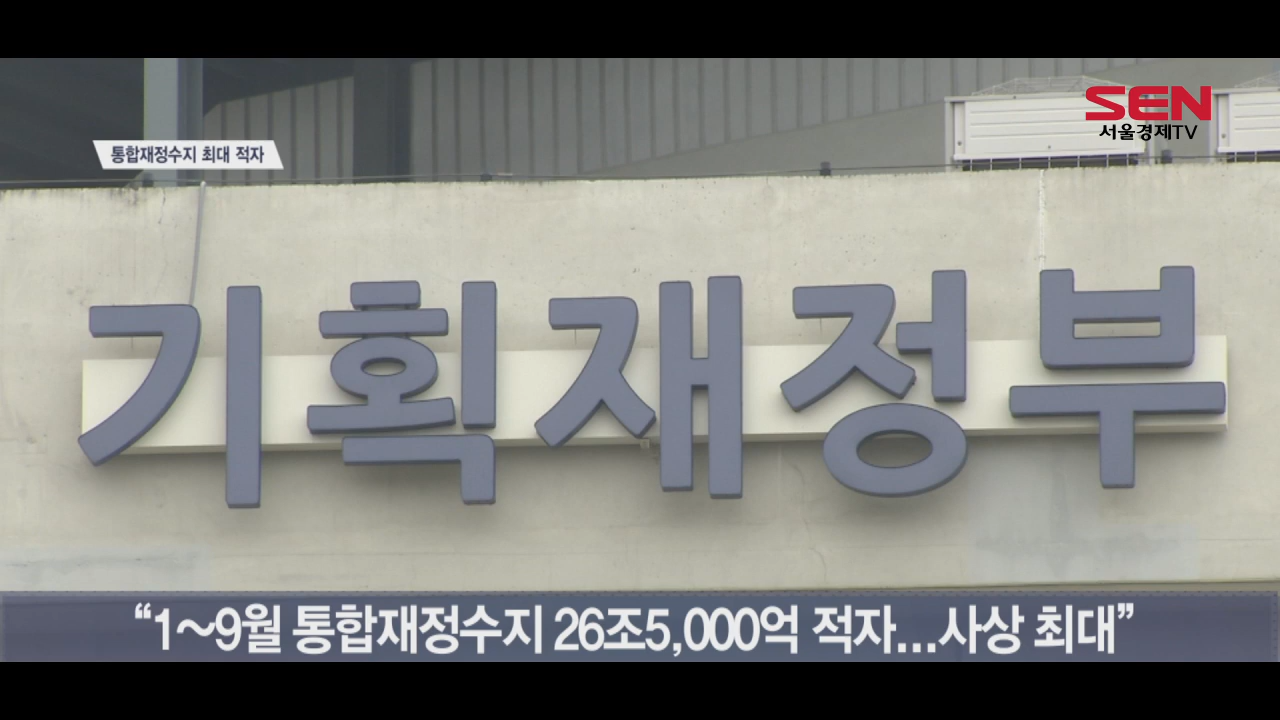 SEN
서울경제TV
통합재정수지 최대 적자
기획재정부
“1~9월 통합재정수지 26조5,000억 적자...사상 최대”